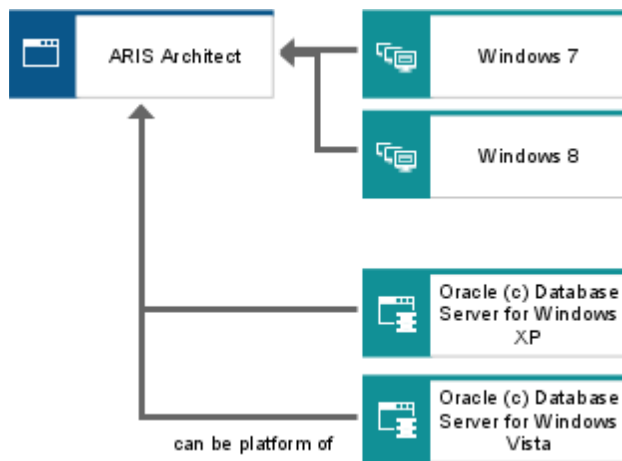 ARIS Architect
Windows 7
Windows 8
Oracle (c) Database
Server for Windows
XP
Oracle (c) Database
Server for Windows
Vista
can be platform of